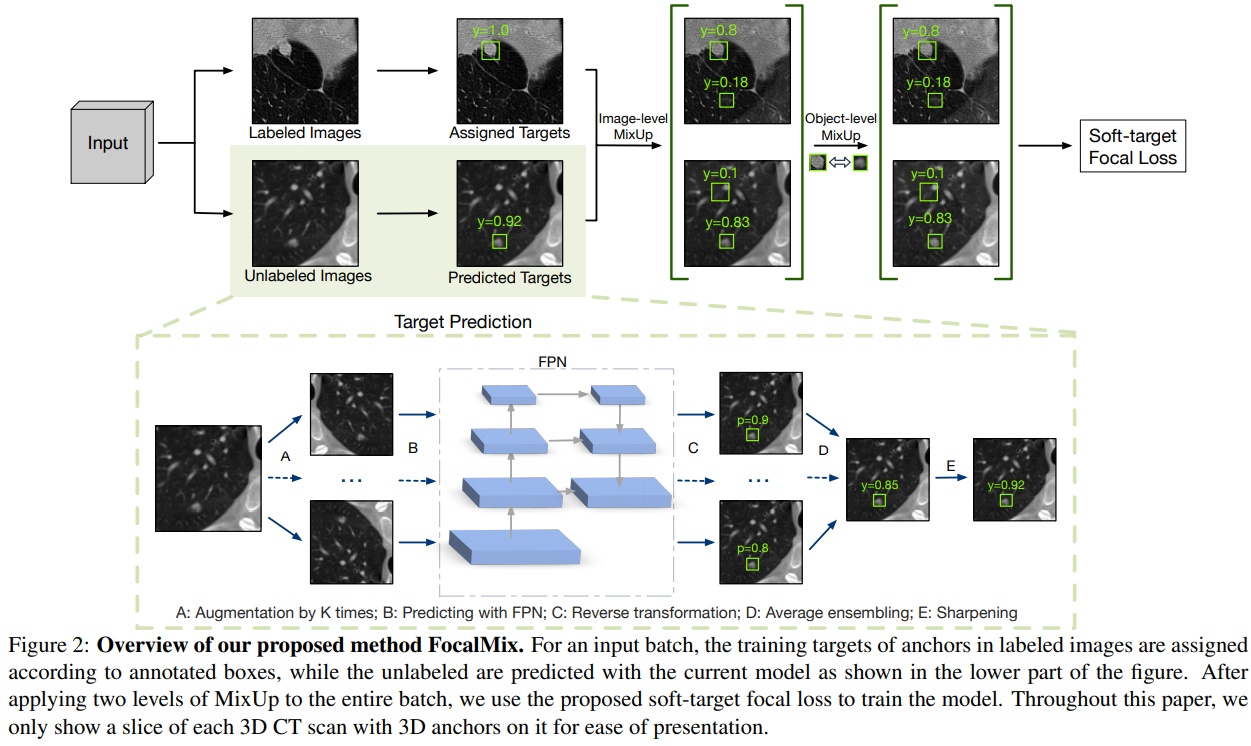 Input
Labeled Images
y=1.0
Assigned Targets
Unlabeled Images
y=0.92
Predicted Targets
Image-level
MixUp
y=0.8
y=0.18
y=0.1
y=0.83
Object-level
MixUp
y=0.8
y=0.18
y=0.1
y=0.83
Soft-target
Focal Loss
Target Prediction
A
...
B
FPN
C
p=0.9
...
p=0.8
D
y=0.85
E
y=0.92
A: Augmentation by K times; B: Predicting with FPN; C: Reverse transformation; D: Average ensembling; E: Sharpening
Figure 2: Overview of our proposed method FocalMix. For an input batch, the training targets of anchors in labeled images are assigned
according to annotated boxes, while the unlabeled are predicted with the current model as shown in the lower part of the figure. After
applying two levels of MixUp to the entire batch, we use the proposed soft-target focal loss to train the model. Throughout this paper, we
only show a slice of each 3D CT scan with 3D anchors on it for ease of presentation.